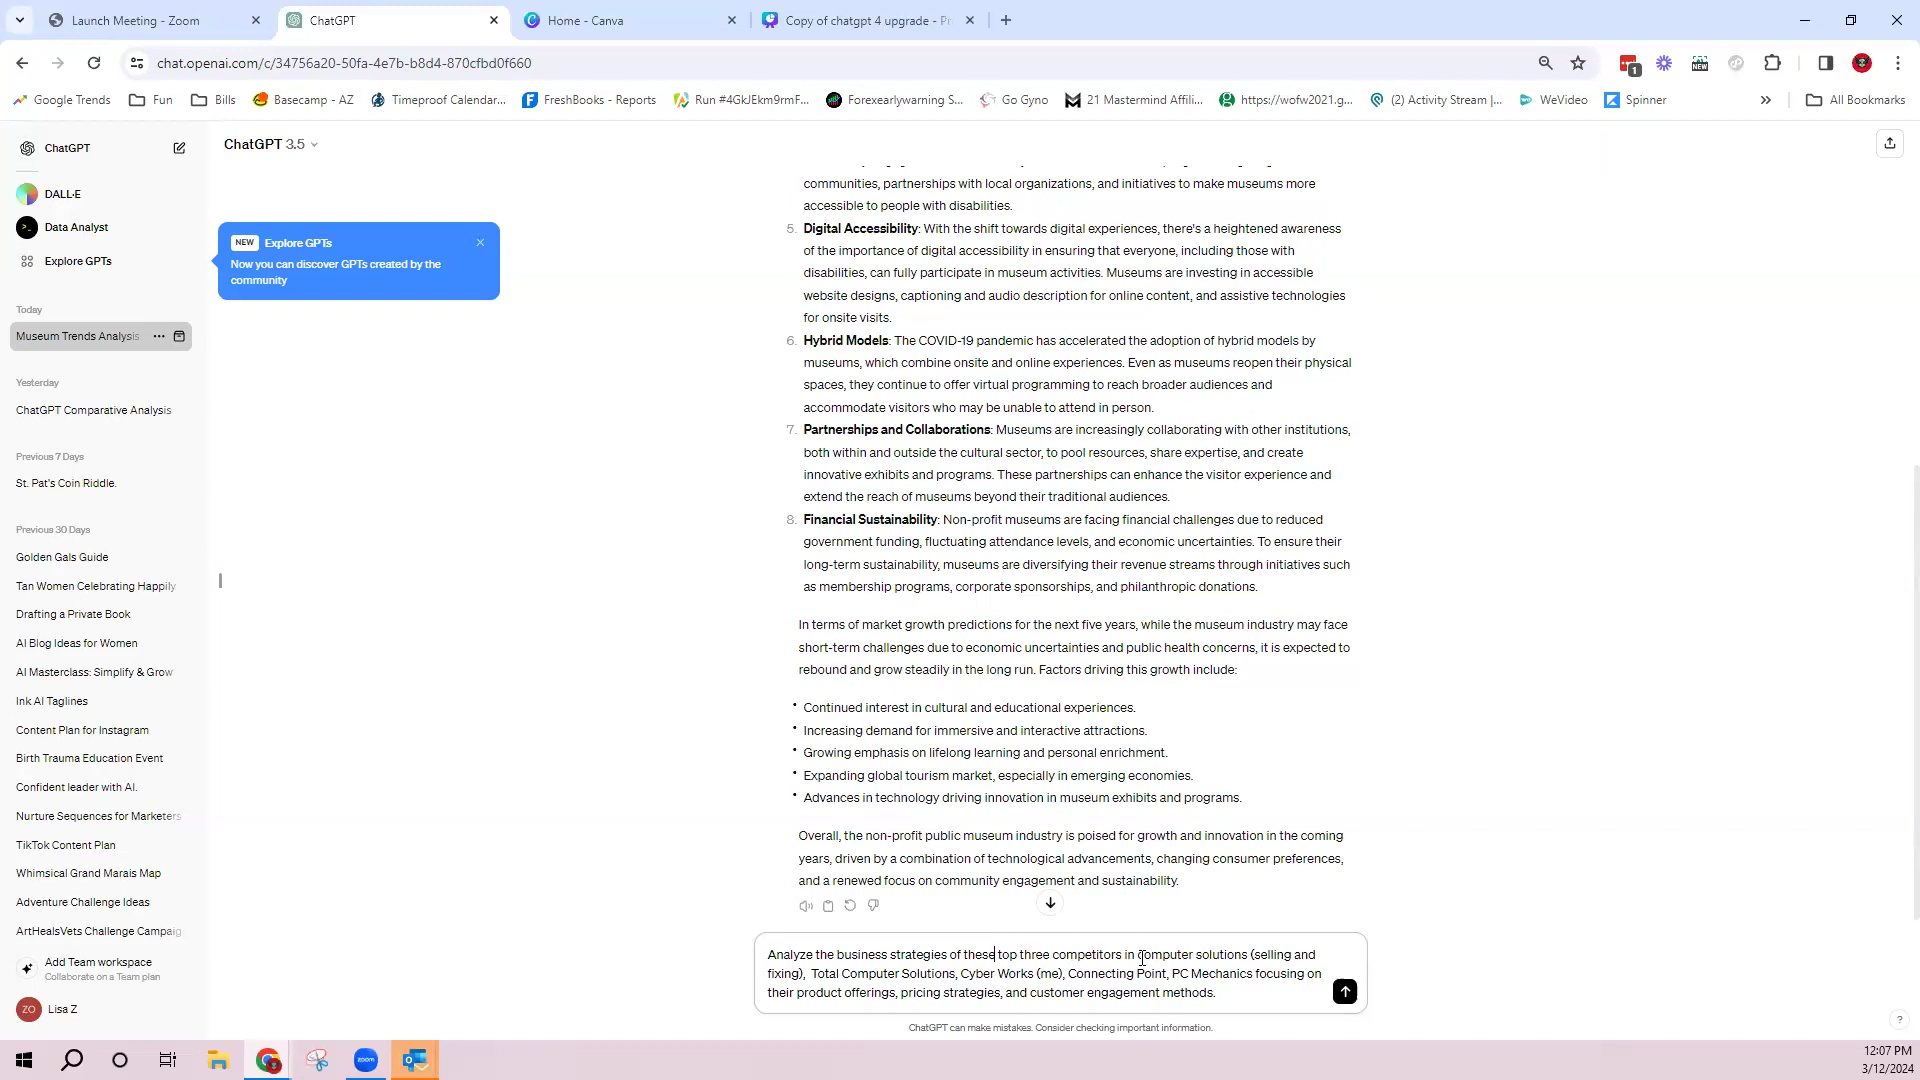 Launch Meeting - Zoom
ChatGPT
Home - Canva
Copy of chatgpt 4 upgrade - Pr
chat.openai.com/c/34756a20-50fa-4e7b-b8d4-870cfbd0f660
1
NEW
Google Trends
Fun
Bills
Basecamp - AZ
Timeproof Calendar...
FreshBooks - Reports
Run #4GkJEkm9rmF...
Forexearlywarning S...
Go Gyno
21 Mastermind Affili...
https://wofw2021.g...
(2) Activity Stream |...
WeVideo
Spinner
All Bookmarks
ChatGPT
DALL·E
Data Analyst
Explore GPTs
Today
Museum Trends Analysis
Yesterday
ChatGPT Comparative Analysis
Previous 7 Days
St. Pat's Coin Riddle.
Previous 30 Days
Golden Gals Guide
Tan Women Celebrating Happily
Drafting a Private Book
AI Blog Ideas for Women
AI Masterclass: Simplify & Grow
Ink AI Taglines
Content Plan for Instagram
Birth Trauma Education Event
Confident leader with AI.
Nurture Sequences for Marketers
TikTok Content Plan
Whimsical Grand Marais Map
Adventure Challenge Ideas
ArtHealsVets Challenge Campaig
Add Team workspace
Collaborate on a Team plan
ZO
Lisa Z
ChatGPT 3.5
NEW Explore GPTs
Now you can discover GPTs created by the
community
communities, partnerships with local organizations, and initiatives to make museums more
accessible to people with disabilities.
5. Digital Accessibility: With the shift towards digital experiences, there's a heightened awareness
of the importance of digital accessibility in ensuring that everyone, including those with
disabilities, can fully participate in museum activities. Museums are investing in accessible
website designs, captioning and audio description for online content, and assistive technologies
for onsite visits.
6. Hybrid Models: The COVID-19 pandemic has accelerated the adoption of hybrid models by
museums, which combine onsite and online experiences. Even as museums reopen their physical
spaces, they continue to offer virtual programming to reach broader audiences and
accommodate visitors who may be unable to attend in person.
7. Partnerships and Collaborations: Museums are increasingly collaborating with other institutions,
both within and outside the cultural sector, to pool resources, share expertise, and create
innovative exhibits and programs. These partnerships can enhance the visitor experience and
extend the reach of museums beyond their traditional audiences.
8. Financial Sustainability: Non-profit museums are facing financial challenges due to reduced
government funding, fluctuating attendance levels, and economic uncertainties. To ensure their
long-term sustainability, museums are diversifying their revenue streams through initiatives such
as membership programs, corporate sponsorships, and philanthropic donations.
In terms of market growth predictions for the next five years, while the museum industry may face
short-term challenges due to economic uncertainties and public health concerns, it is expected to
rebound and grow steadily in the long run. Factors driving this growth include:
• Continued interest in cultural and educational experiences.
• Increasing demand for immersive and interactive attractions.
• Growing emphasis on lifelong learning and personal enrichment.
• Expanding global tourism market, especially in emerging economies.
• Advances in technology driving innovation in museum exhibits and programs.
Overall, the non-profit public museum industry is poised for growth and innovation in the coming
years, driven by a combination of technological advancements, changing consumer preferences,
and a renewed focus on community engagement and sustainability.
Analyze the business strategies of these top three competitors in computer solutions (selling and
fixing), Total Computer Solutions, Cyber Works (me), Connecting Point, PC Mechanics focusing on
their product offerings, pricing strategies, and customer engagement methods.
ChatGPT can make mistakes. Consider checking important information.
?
zoom
12:07 PM
3/12/2024